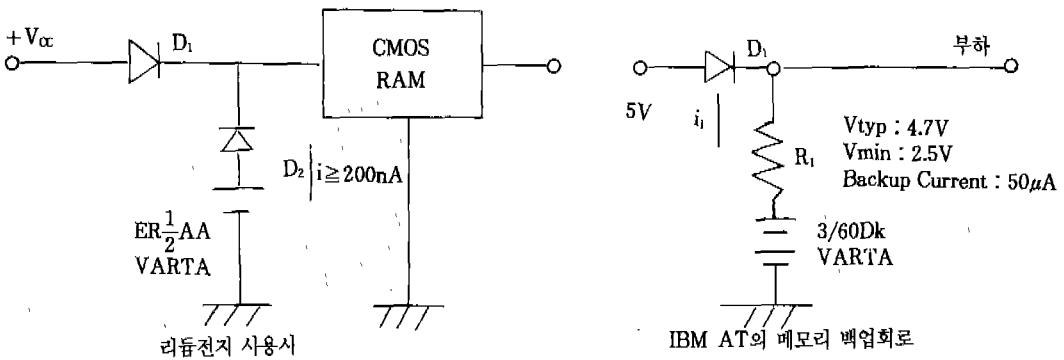 +V∝
D₁
CMOS
RAM
D₂
i≧200nA
ER½AA
VARTA
리듐전지 사용시
5V
D₁
부하
i₁
R₁
Vtyp : 4.7V
Vmin : 2.5V
Backup Current : 50μA
3/60Dk
VARTA
IBM AT의 메모리 백업회로